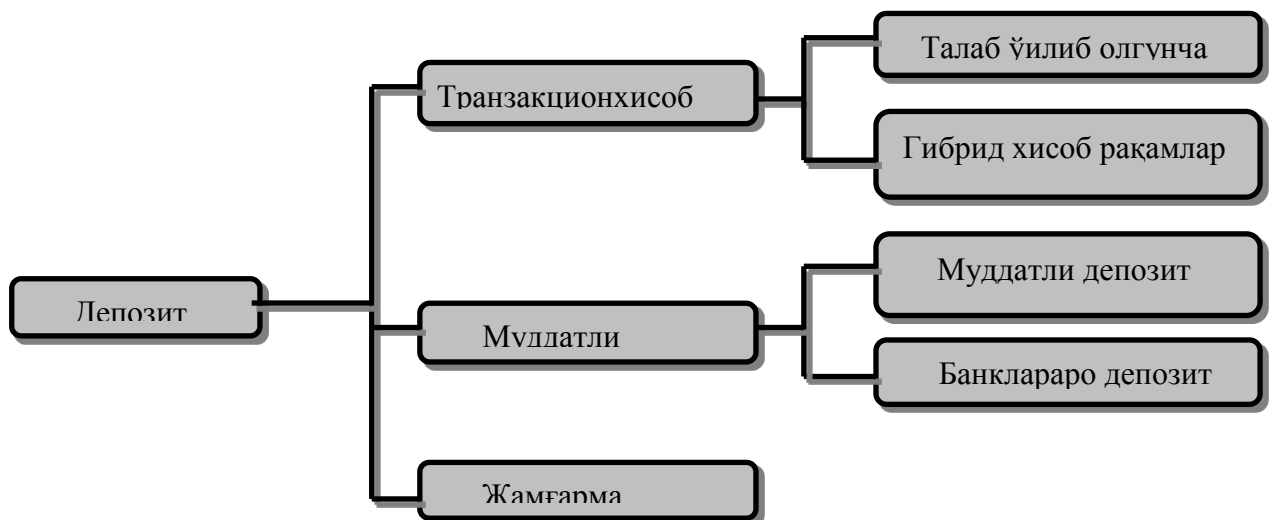 Талаб ўилиб олгунча
Транзакционхисоб
Гибрид хисоб рақамлар
Муддатли депозит
Депозит
Муддатли
Банклараро депозит
Жамғарма